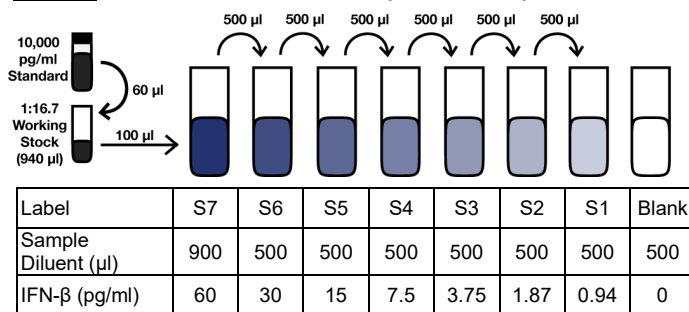 500 µl 500 µl 500 µl 500 µl 500 µl 500 µl
10,000
pg/ml
Standard
60 µl
1:16.7
Working
Stock
(940 µl)
100 µl
Label S7 S6 S5 S4 S3 S2 S1 Blank
Sample
Diluent (µl) 900 500 500 500 500 500 500 500
IFN-β (pg/ml) 60 30 15 7.5 3.75 1.87 0.94 0